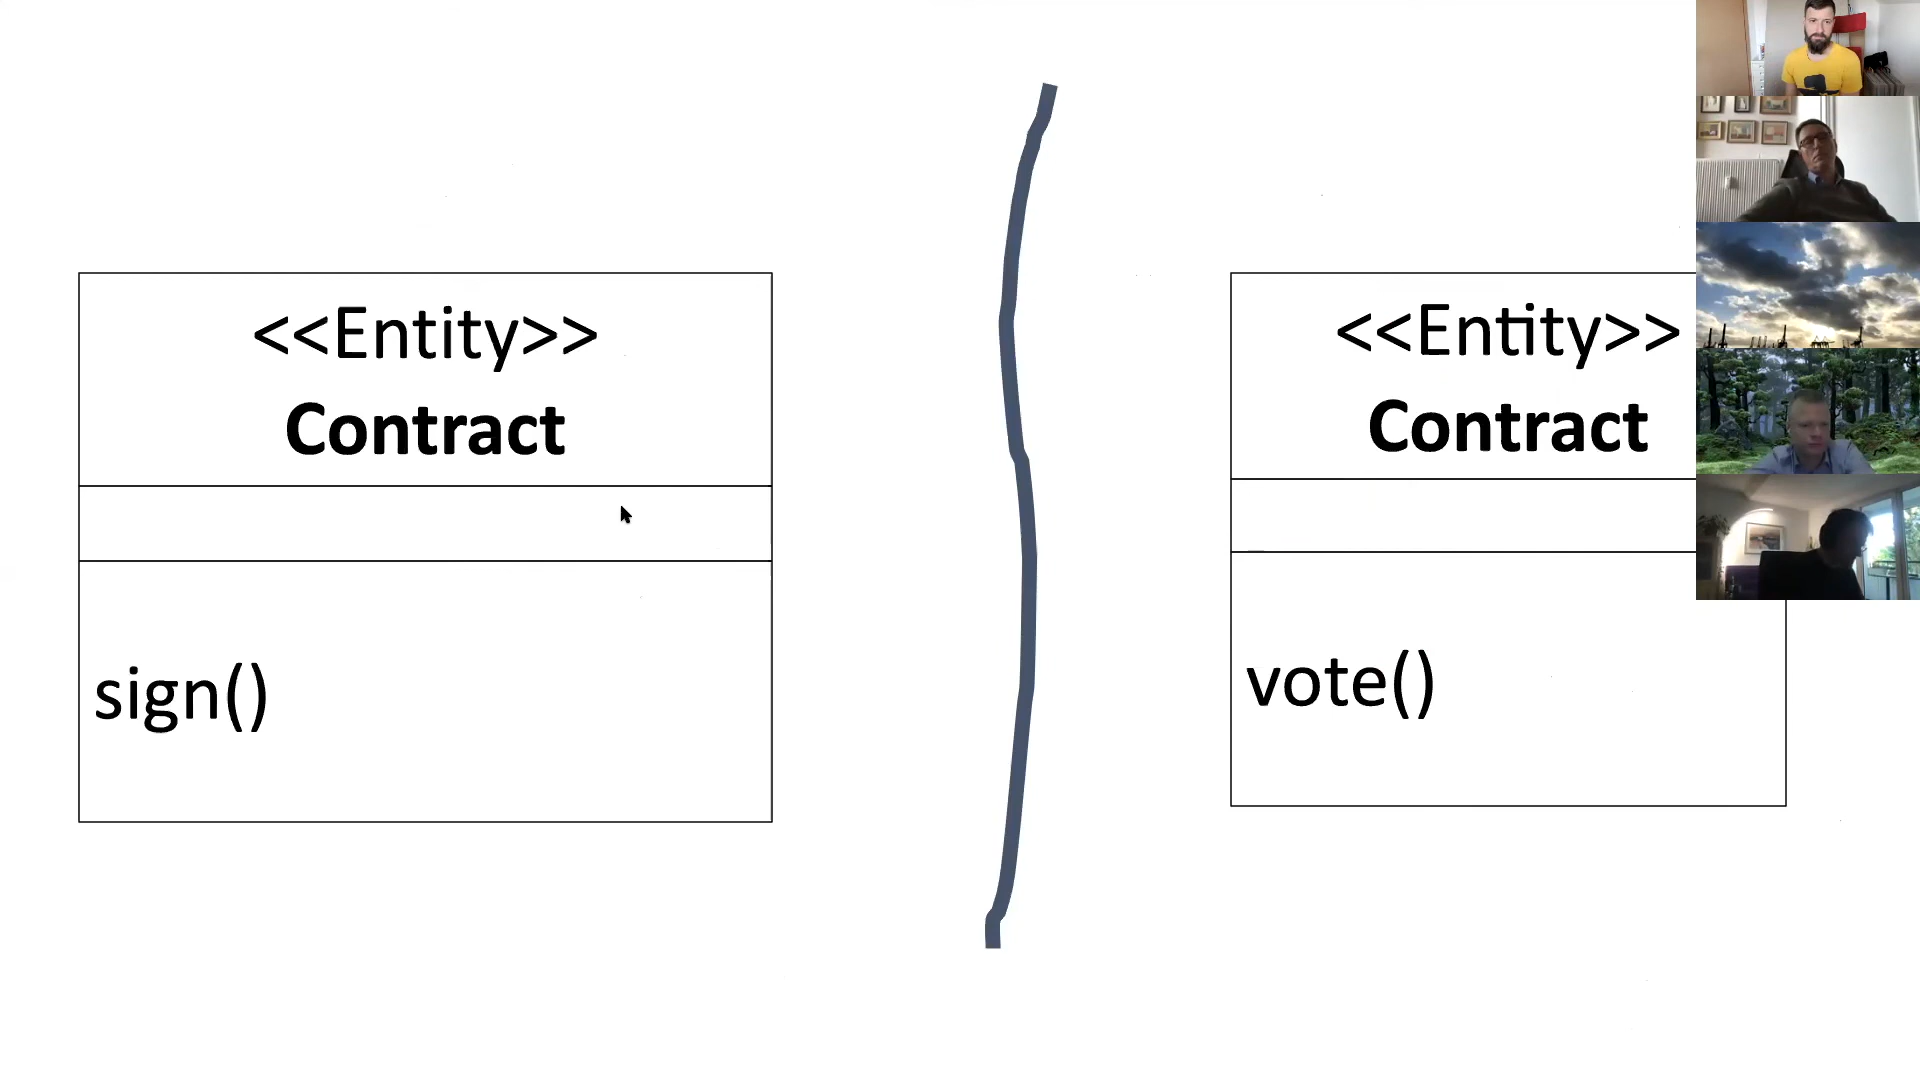 <<Entity>>
Contract
sign()
<<Entity>>
Contract
vote()